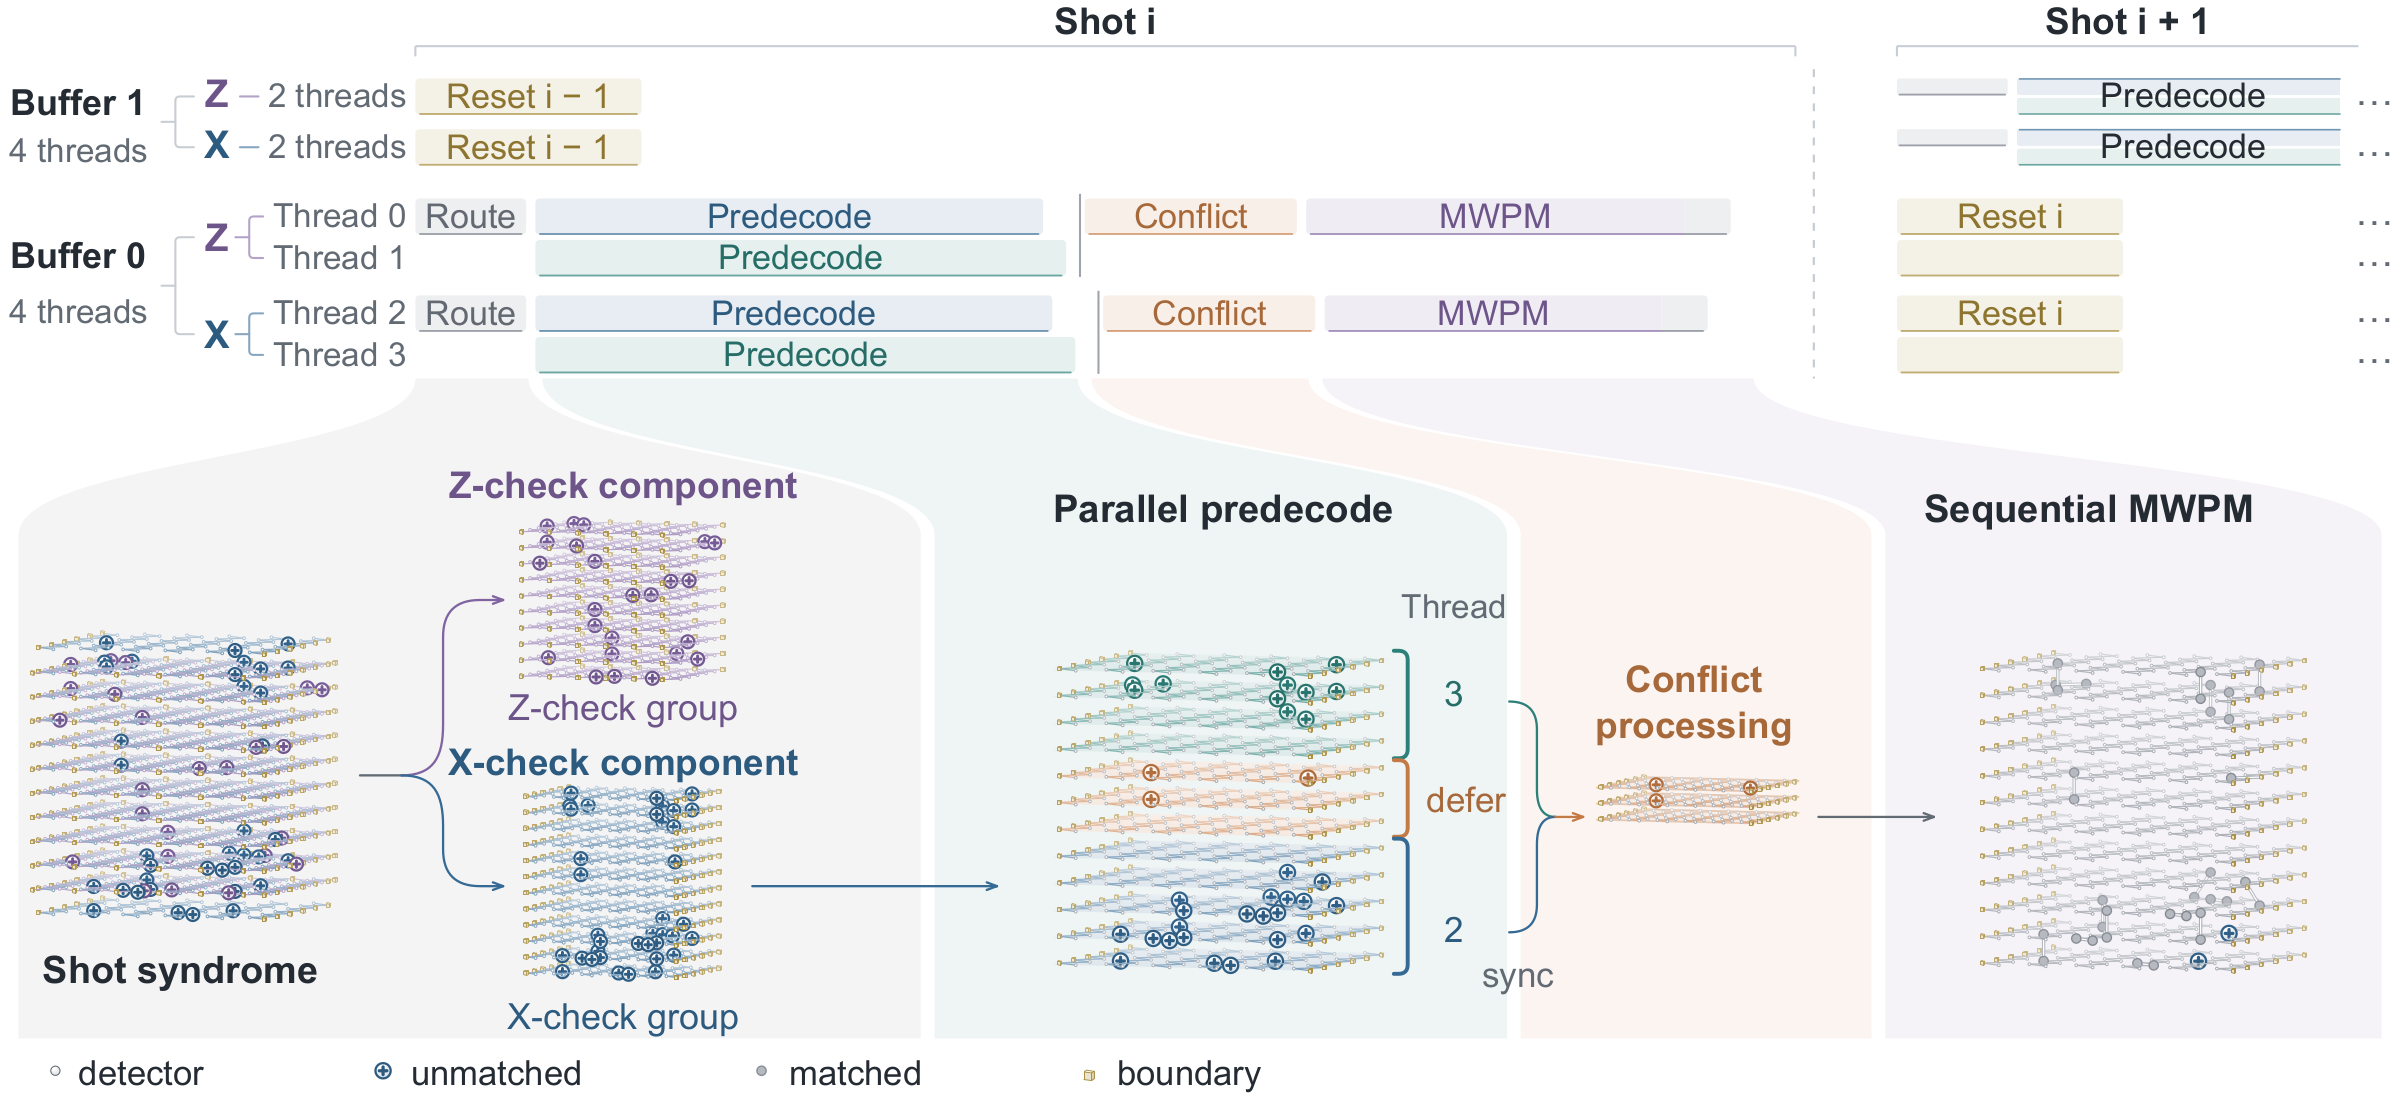 Shot i
Shot i + 1
Buffer 1
4 threads
Z
2 threads
X
2 threads
Reset i − 1
Reset i − 1
Predecode
...
Predecode
...
Buffer 0
4 threads
Z
Thread 0
Thread 1
X
Thread 2
Thread 3
Route
Predecode
Conflict
MWPM
Reset i
...
Predecode
...
Route
Predecode
Conflict
MWPM
Reset i
...
Predecode
...
Z-check component
Z-check group
X-check component
X-check group
Shot syndrome
Parallel predecode
Thread
3
defer
2
sync
Conflict
processing
Sequential MWPM
detector
unmatched
matched
boundary